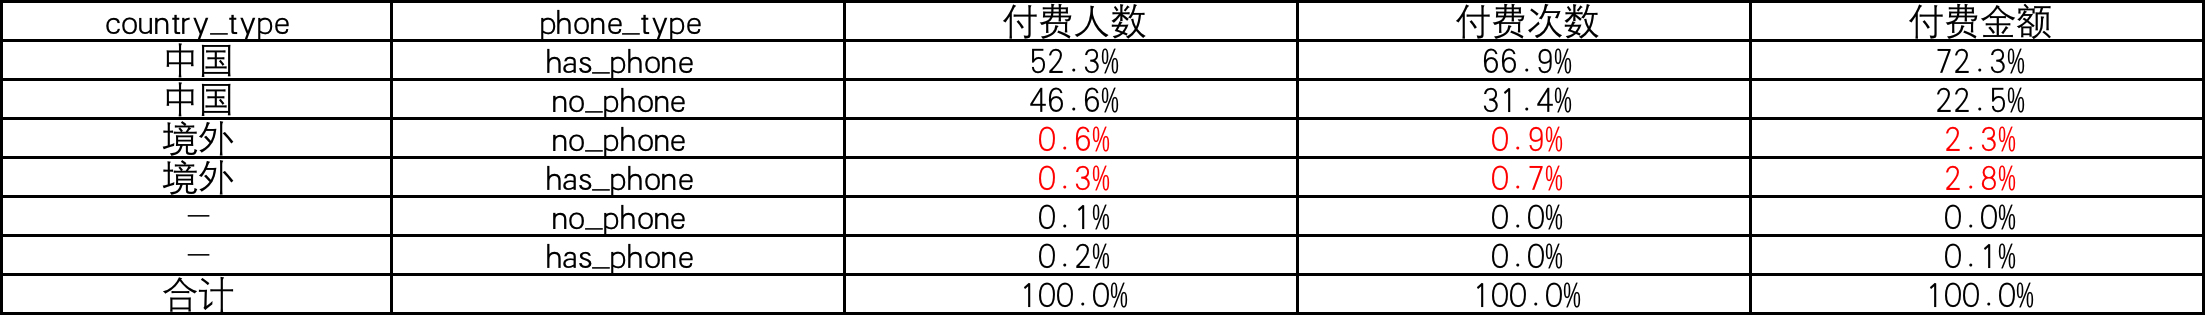 country_type phone_type 付费人数 付费次数 付费金额
中国 has_phone 52.3% 66.9% 72.3%
中国 no_phone 46.6% 31.4% 22.5%
境外 no_phone 0.6% 0.9% 2.3%
境外 has_phone 0.3% 0.7% 2.8%
— no_phone 0.1% 0.0% 0.0%
— has_phone 0.2% 0.0% 0.1%
合计 100.0% 100.0% 100.0%